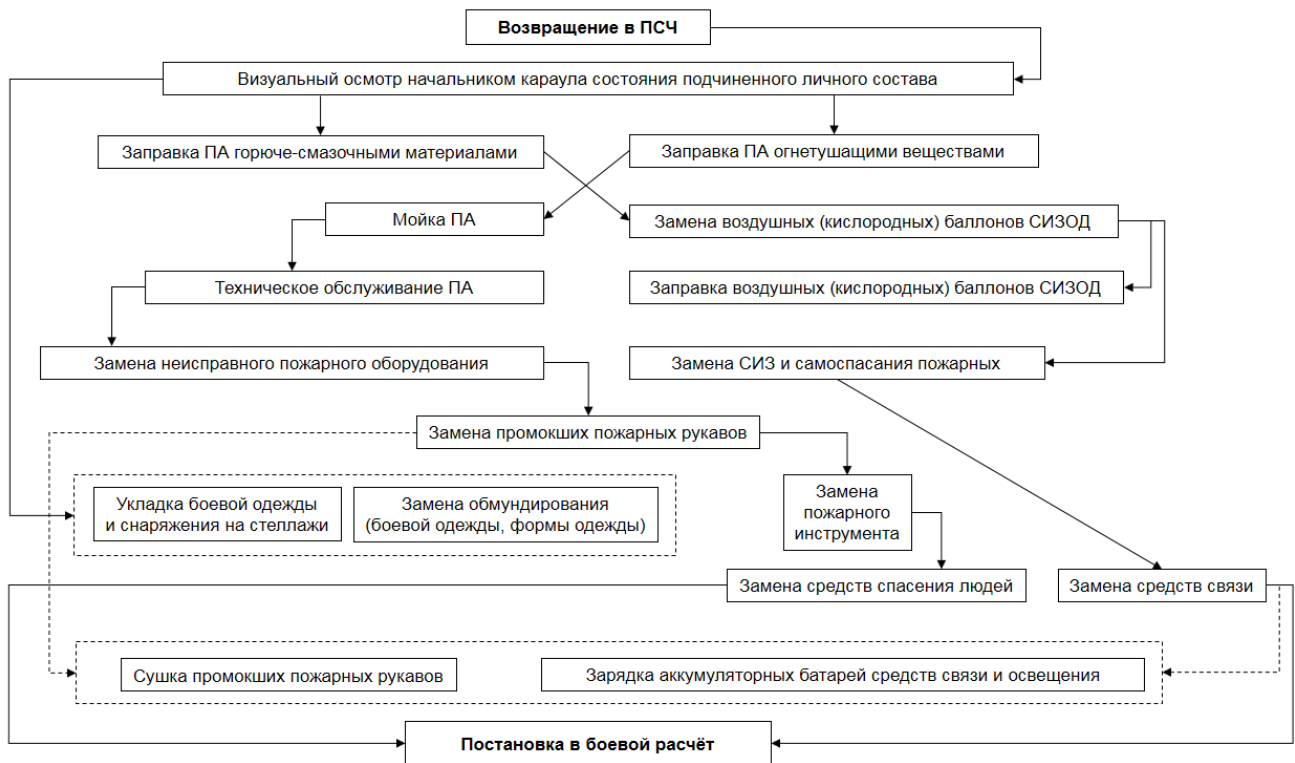 Возвращение в ПСЧ
Визуальный осмотр начальником караула состояния подчиненного личного состава
Заправка ПА горюче-смазочными материалами
Заправка ПА огнетушащими веществами
Мойка ПА
Замена воздушных (кислородных) баллонов СИЗОД
Техническое обслуживание ПА
Заправка воздушных (кислородных) баллонов СИЗОД
Замена неисправного пожарного оборудования
Замена СИЗ и самоспасания пожарных
Замена промокших пожарных рукавов
Укладка боевой одежды
и снаряжения на стеллажи
Замена обмундирования
(боевой одежды, формы одежды)
Замена
пожарного
инструмента
Замена средств спасения людей
Замена средств связи
Сушка промокших пожарных рукавов
Зарядка аккумуляторных батарей средств связи и освещения
Постановка в боевой расчёт